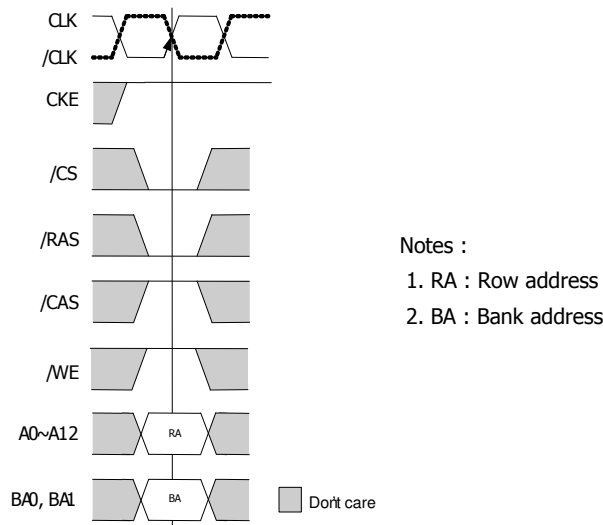 CLK
/CLK
CKE
/CS
/RAS
/CAS
/WE
A0~A12
RA
BA0, BA1
BA
Don't care
Notes :
1. RA : Row address
2. BA : Bank address